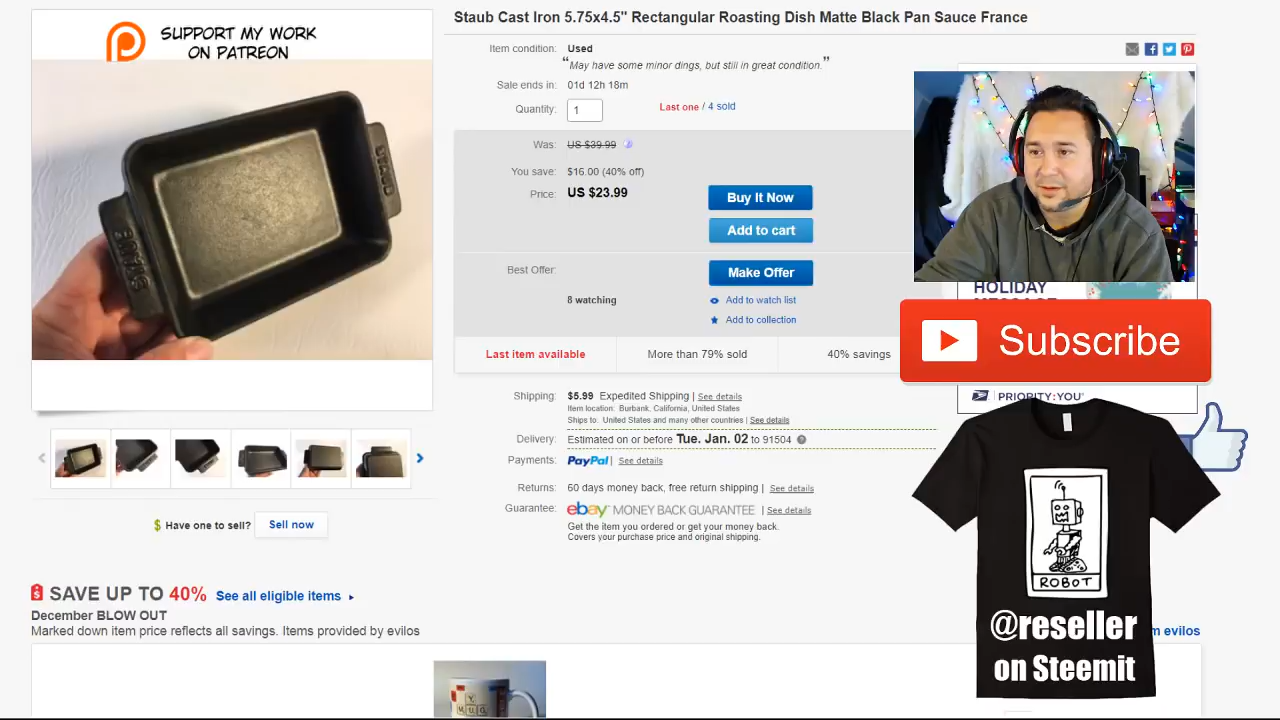 SUPPORT MY WORK
ON PATREON
Staub Cast Iron 5.75x4.5" Rectangular Roasting Dish Matte Black Pan Sauce France
Item condition: Used
“May have some minor dings, but still in great condition.”
Sale ends in: 01d 12h 18m
Quantity: 1 Last one / 4 sold
Was: US $39.99
You save: $16.00 (40% off)
Price: US $23.99
Buy It Now
Add to cart
Best Offer: Make Offer
8 watching Add to watch list
Add to collection
Last item available More than 79% sold 40% savings
STAUB
STAUB
HOLIDAY
Subscribe
PRIORITY:YOU
Shipping: $5.99 Expedited Shipping | See details
Item location: Burbank, California, United States
Ships to: United States and many other countries | See details
Delivery: Estimated on or before Tue. Jan. 02 to 91504
Payments: PayPal | See details
Returns: 60 days money back, free return shipping | See details
Guarantee: ebay MONEY BACK GUARANTEE | See details
Get the item you ordered or get your money back.
Covers your purchase price and original shipping.
$ Have one to sell? Sell now
SAVE UP TO 40% See all eligible items
December BLOW OUT
Marked down item price reflects all savings. Items provided by evilos
ROBOT
@reseller
on Steemit
evilos